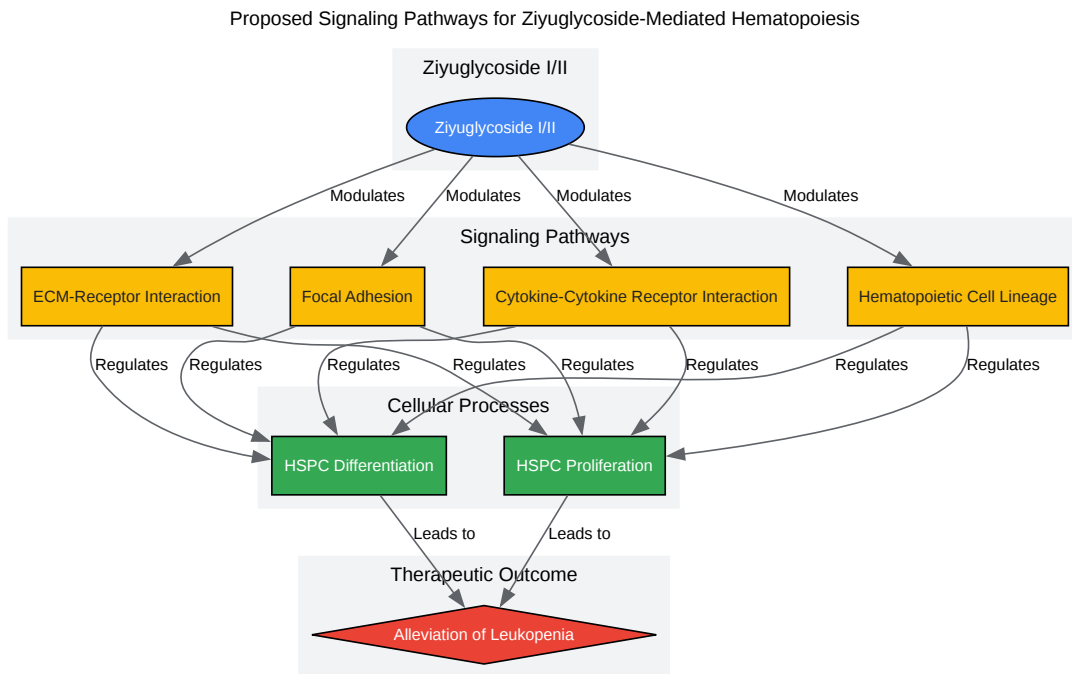 Proposed Signaling Pathways for Ziyuglycoside-Mediated Hematopoiesis
Ziyuglycoside I/II
Ziyuglycoside I/II
Modulates
Modulates
Modulates
Modulates
Signaling Pathways
ECM-Receptor Interaction
Focal Adhesion
Cytokine-Cytokine Receptor Interaction
Hematopoietic Cell Lineage
Regulates
Regulates
Regulates
Regulates
Regulates
Regulates
Regulates
Regulates
Cellular Processes
HSPC Differentiation
HSPC Proliferation
Leads to
Leads to
Therapeutic Outcome
Alleviation of Leukopenia